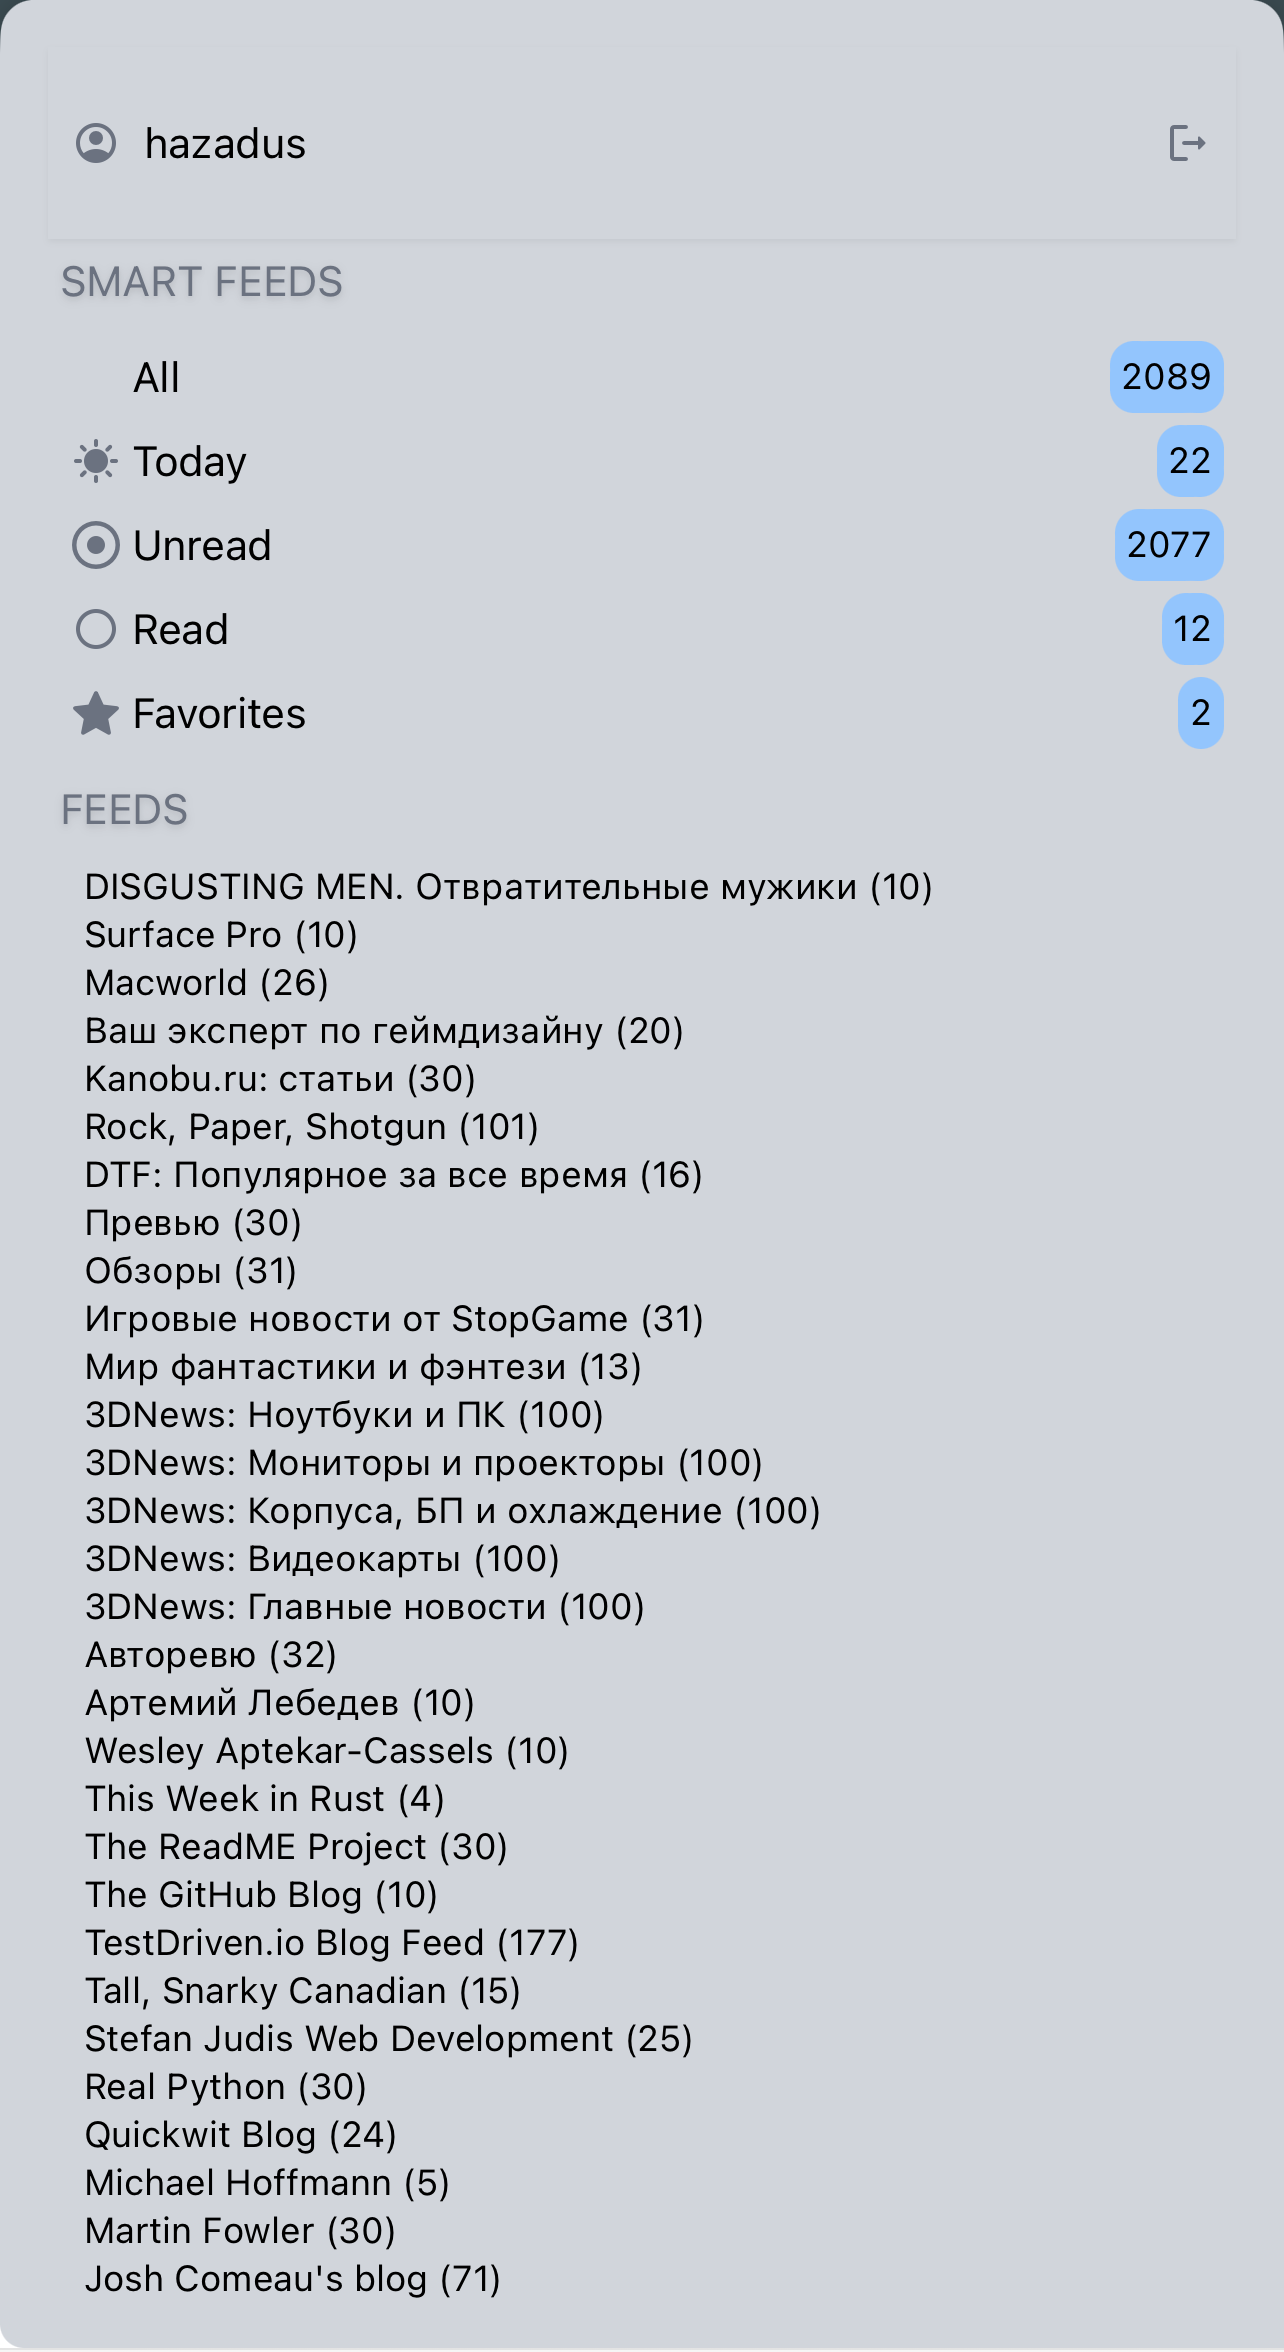 hazadus
SMART FEEDS
All 2089
Today 22
Unread 2077
Read 12
Favorites 2
FEEDS
DISGUSTING MEN. Отвратительные мужики (10)
Surface Pro (10)
Macworld (26)
Ваш эксперт по геймдизайну (20)
Kanobu.ru: статьи (30)
Rock, Paper, Shotgun (101)
DTF: Популярное за все время (16)
Превью (30)
Обзоры (31)
Игровые новости от StopGame (31)
Мир фантастики и фэнтези (13)
3DNews: Ноутбуки и ПК (100)
3DNews: Мониторы и проекторы (100)
3DNews: Корпуса, БП и охлаждение (100)
3DNews: Видеокарты (100)
3DNews: Главные новости (100)
Авторевю (32)
Артемий Лебедев (10)
Wesley Aptekar-Cassels (10)
This Week in Rust (4)
The ReadME Project (30)
The GitHub Blog (10)
TestDriven.io Blog Feed (177)
Tall, Snarky Canadian (15)
Stefan Judis Web Development (25)
Real Python (30)
Quickwit Blog (24)
Michael Hoffmann (5)
Martin Fowler (30)
Josh Comeau's blog (71)